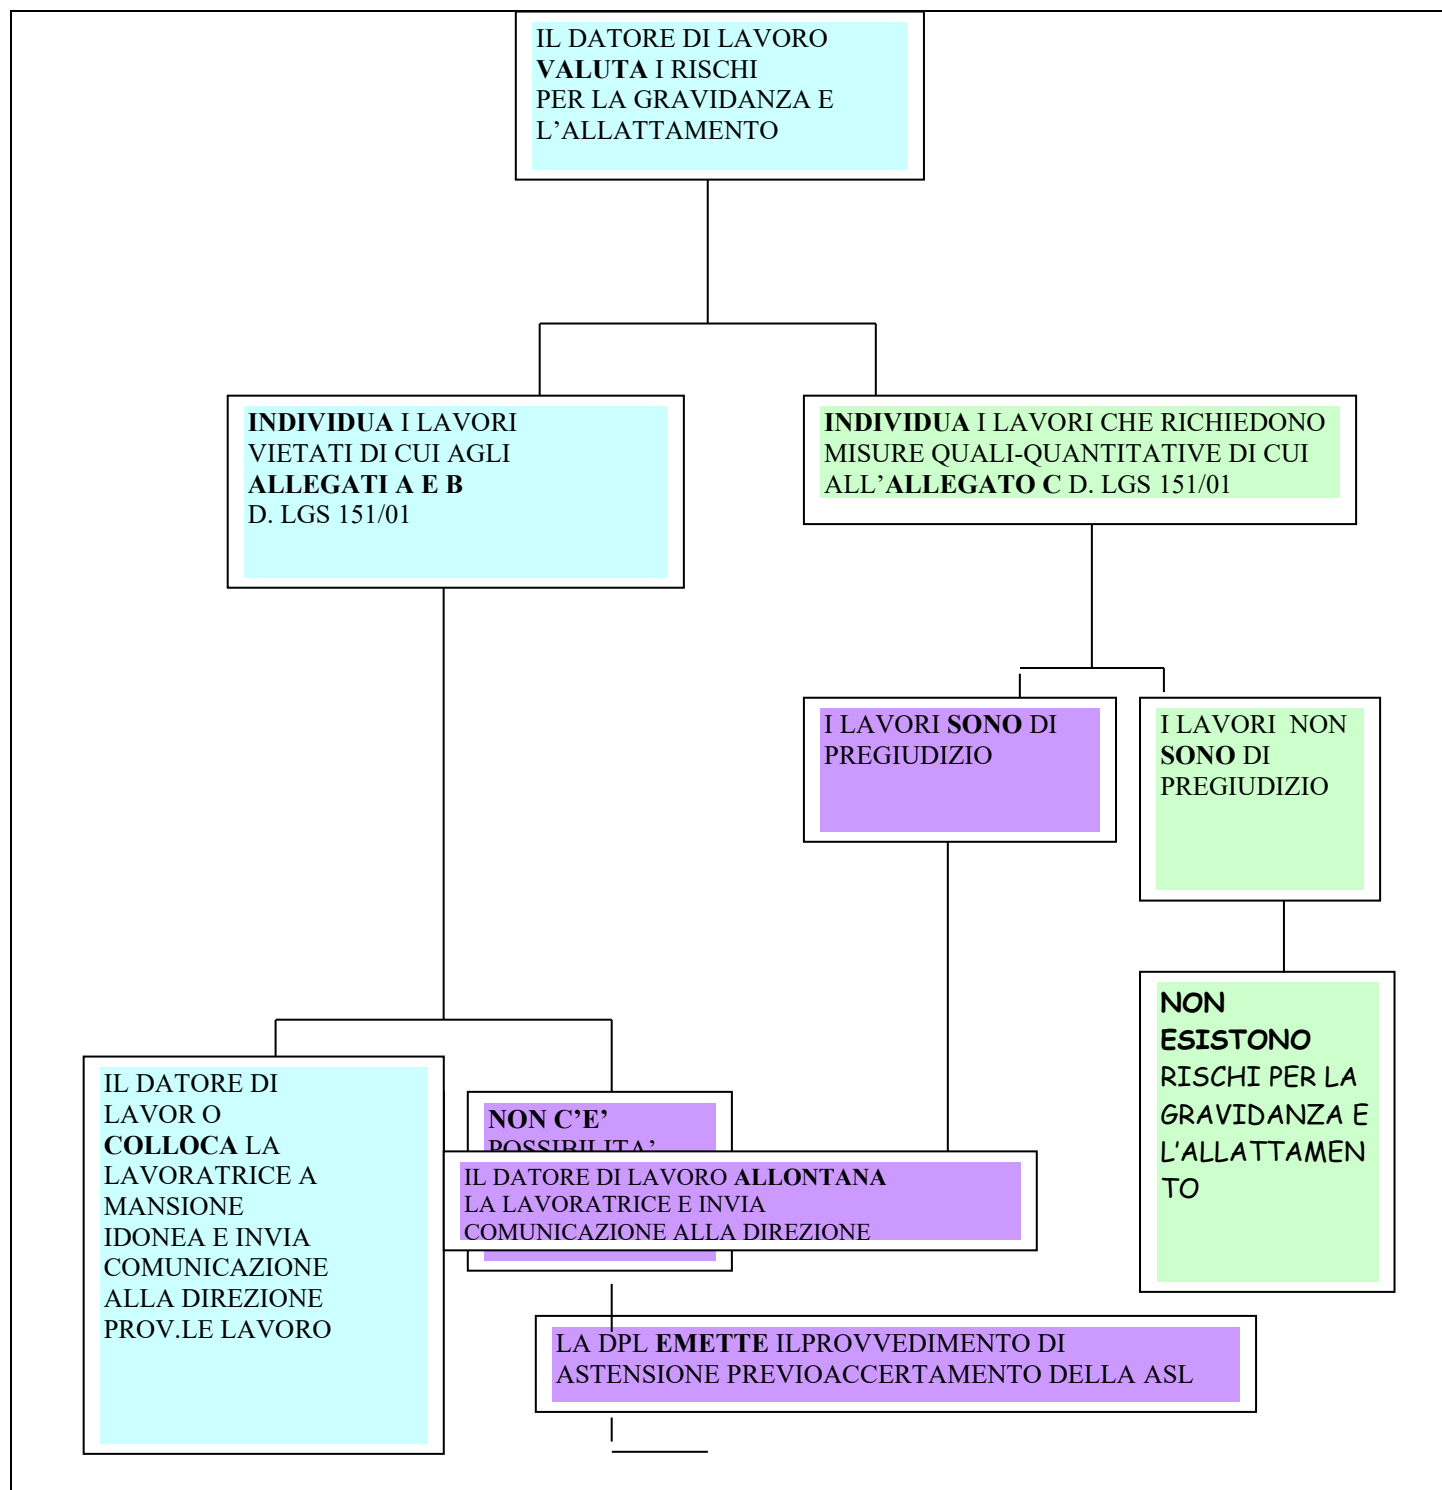 IL DATORE DI LAVORO
VALUTA I RISCHI
PER LA GRAVIDANZA E
L’ALLATTAMENTO
INDIVIDUA I LAVORI
VIETATI DI CUI AGLI
ALLEGATI A E B
D. LGS 151/01
INDIVIDUA I LAVORI CHE RICHIEDONO
MISURE QUALI-QUANTITATIVE DI CUI
ALL’ALLEGATO C D. LGS 151/01
I LAVORI SONO DI
PREGIUDIZIO
I LAVORI  NON
SONO DI
PREGIUDIZIO
NON
ESISTONO
RISCHI PER LA
GRAVIDANZA E
L’ALLATTAMEN
TO
IL DATORE DI
LAVOR O
COLLOCA LA
LAVORATRICE A
MANSIONE
IDONEA E INVIA
COMUNICAZIONE
ALLA DIREZIONE
PROV.LE LAVORO
NON C’E’
POSSIBILITA’
IL DATORE DI LAVORO ALLONTANA
LA LAVORATRICE E INVIA
COMUNICAZIONE ALLA DIREZIONE
LA DPL EMETTE ILPROVVEDIMENTO DI
ASTENSIONE PREVIOACCERTAMENTO DELLA ASL